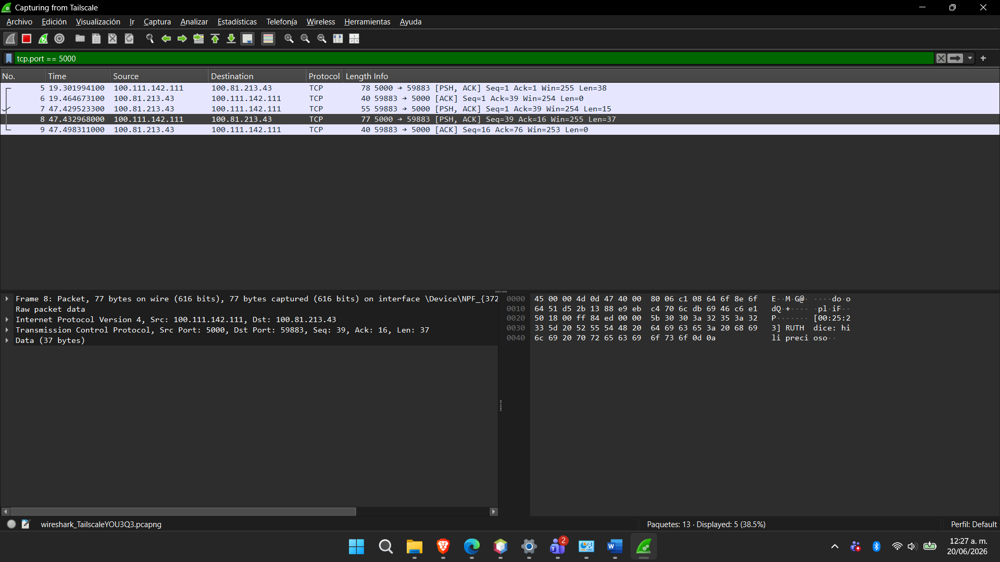 Capturing from Tailscale
Archivo Edición Visualización Ir Captura Analizar Estadísticas Telefonía Wireless Herramientas Ayuda
tcp.port == 5000
No. Time Source Destination Protocol Length Info
5 19.301994100 100.111.142.111 100.81.213.43 TCP 78 5000 → 59883 [PSH, ACK] Seq=1 Ack=1 Win=255 Len=38
6 19.464673100 100.81.213.43 100.111.142.111 TCP 40 59883 → 5000 [ACK] Seq=1 Ack=39 Win=254 Len=0
7 47.429523300 100.81.213.43 100.111.142.111 TCP 55 59883 → 5000 [PSH, ACK] Seq=1 Ack=39 Win=254 Len=15
8 47.432968000 100.111.142.111 100.81.213.43 TCP 77 5000 → 59883 [PSH, ACK] Seq=39 Ack=16 Win=255 Len=37
9 47.498311000 100.81.213.43 100.111.142.111 TCP 40 59883 → 5000 [ACK] Seq=16 Ack=76 Win=253 Len=0
Frame 8: Packet, 77 bytes on wire (616 bits), 77 bytes captured (616 bits) on interface \Device\NPF_{372
Raw packet data
Internet Protocol Version 4, Src: 100.111.142.111, Dst: 100.81.213.43
Transmission Control Protocol, Src Port: 5000, Dst Port: 59883, Seq: 39, Ack: 16, Len: 37
Data (37 bytes)
0000 45 00 00 4d 0d 47 40 00 80 06 c1 08 64 6f 8e 6f E··M·G@· ····do·o
0010 64 51 d5 2b 13 88 e9 eb c4 70 6c db 69 46 c6 e1 dQ·+···· ·pl·iF··
0020 50 18 00 ff 84 ed 00 00 5b 30 30 3a 32 35 3a 32 P······· [00:25:2
0030 33 5d 20 52 55 54 48 20 64 69 63 65 3a 20 68 69 3] RUTH dice: hi
0040 6c 69 20 70 72 65 63 69 6f 73 6f 0d 0a li preci oso··
wireshark_TailscaleYOU3Q3.pcapng
Paquetes: 13 · Displayed: 5 (38.5%)
Perfil: Default
2
12:27 a. m.
20/06/2026